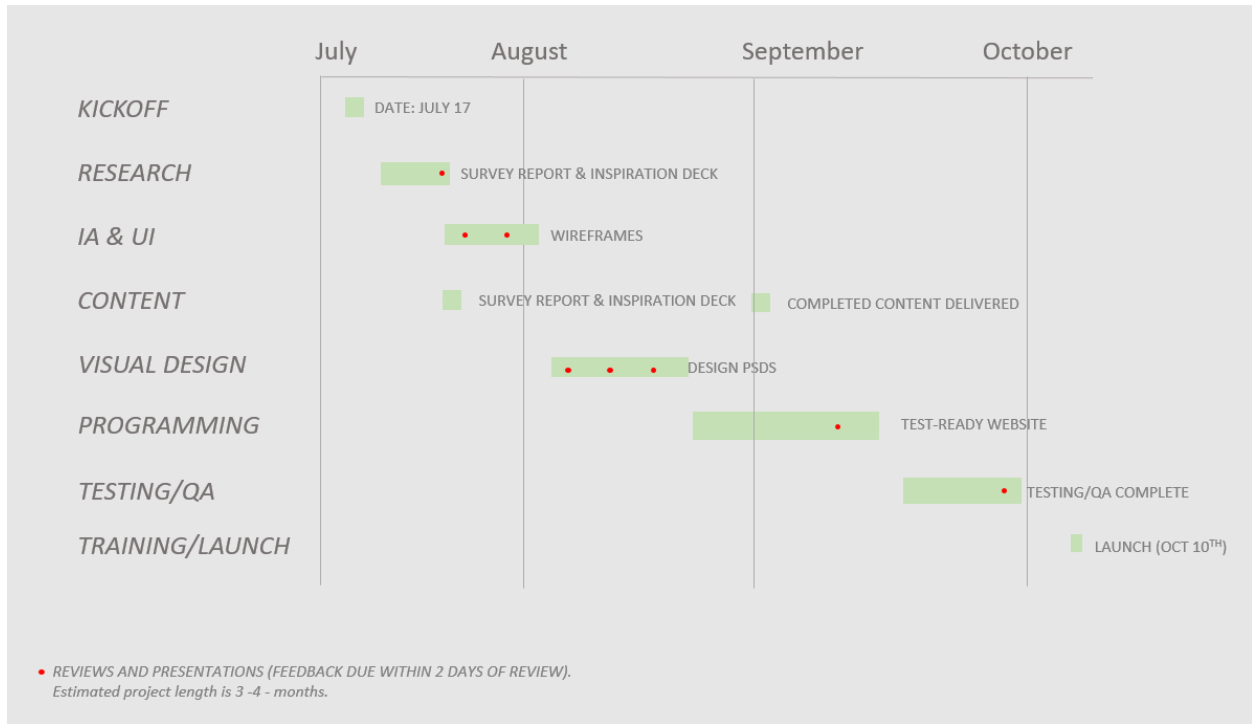 July August September October
KICKOFF DATE: JULY 17
RESEARCH SURVEY REPORT & INSPIRATION DECK
IA & UI WIREFRAMES
CONTENT SURVEY REPORT & INSPIRATION DECK COMPLETED CONTENT DELIVERED
VISUAL DESIGN DESIGN PSDS
PROGRAMMING TEST-READY WEBSITE
TESTING/QA TESTING/QA COMPLETE
TRAINING/LAUNCH LAUNCH (OCT 10TH)
• REVIEWS AND PRESENTATIONS (FEEDBACK DUE WITHIN 2 DAYS OF REVIEW).
Estimated project length is 3 -4 - months.